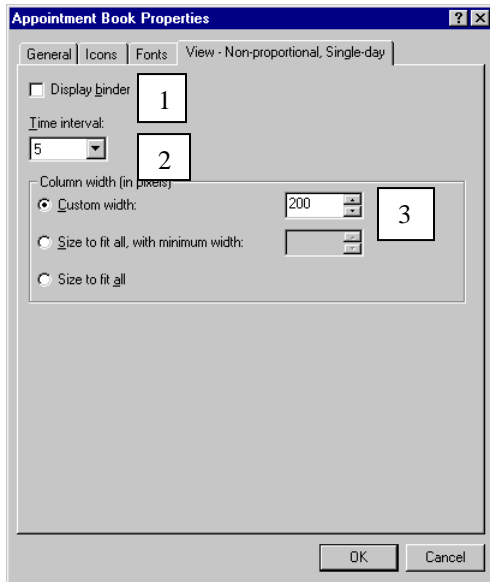 Appointment Book Properties
General Icons Fonts View - Non-proportional, Single-day
Display binder 1
Time interval:
5 2
Column width (in pixels)
Custom width: 200 3
Size to fit all, with minimum width:
Size to fit all
OK Cancel